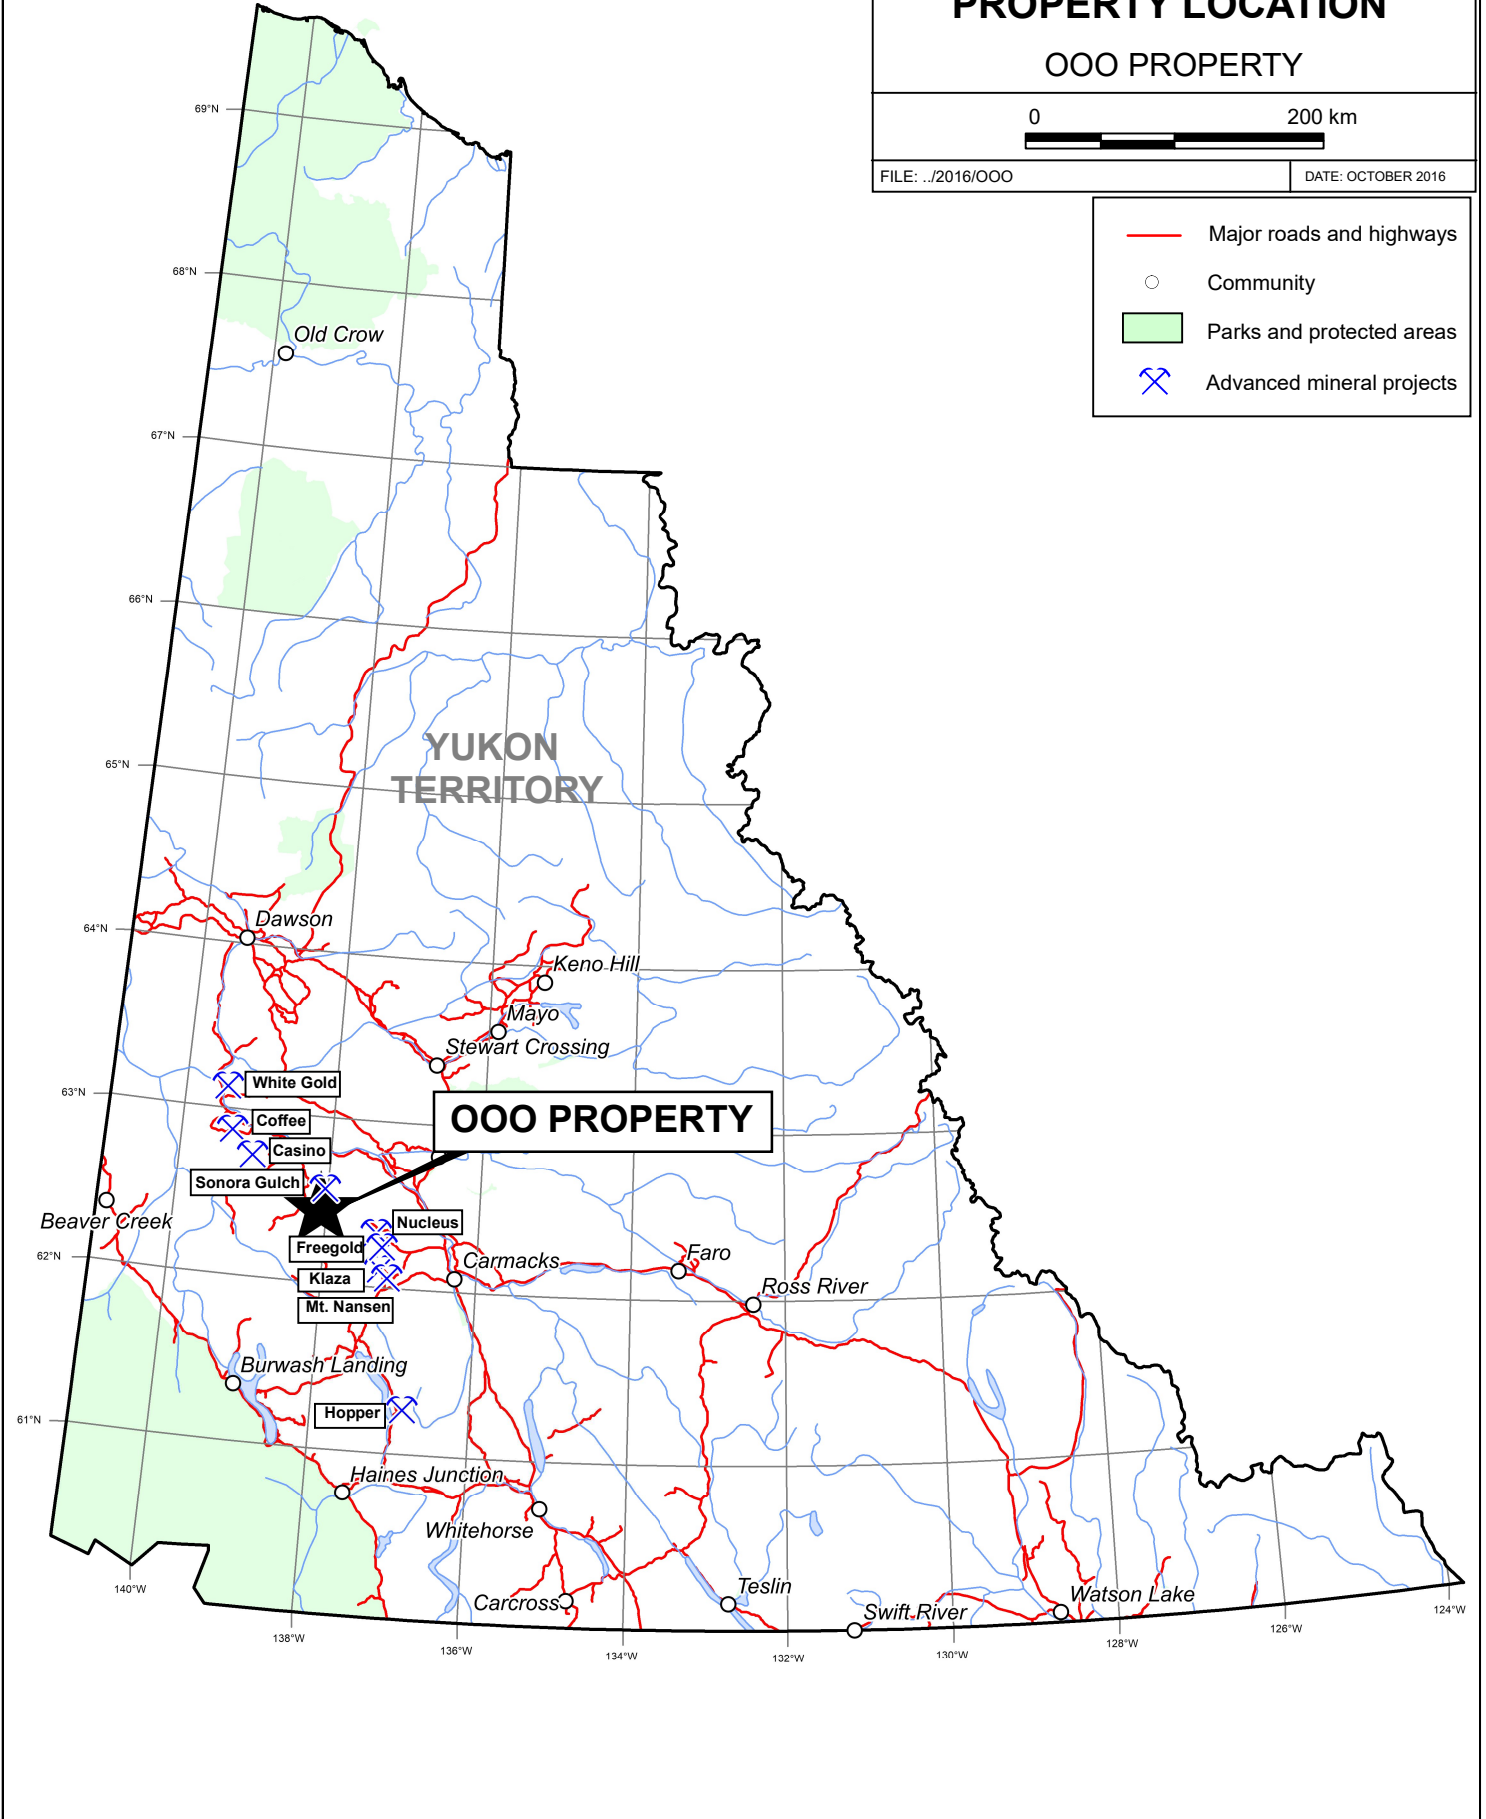 PROPERTY LOCATION
OOO PROPERTY
0 200 km
FILE: ../2016/OOO
DATE: OCTOBER 2016
Major roads and highways
Community
Parks and protected areas
Advanced mineral projects
69°N
68°N
Old Crow
67°N
66°N
YUKON
TERRITORY
65°N
64°N
Dawson
Keno Hill
Mayo
Stewart Crossing
63°N
White Gold
OOO PROPERTY
Coffee
Casino
Sonora Gulch
Beaver Creek
Nucleus
62°N
Freegold
Carmacks
Faro
Klaza
Ross River
Mt. Nansen
Burwash Landing
61°N
Hopper
Haines Junction
Whitehorse
Carcross
Teslin
Swift River
Watson Lake
140°W
138°W
136°W
134°W
132°W
130°W
128°W
126°W
124°W